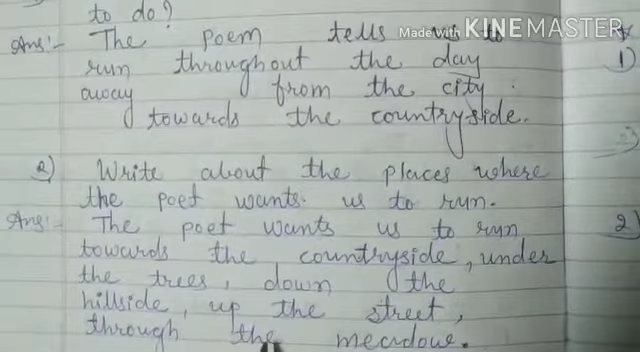 to do?
Ans:- The poem tells us to
run throughout the day
away from the city
towards the countryside.
2) Write about the places where
the poet wants us to run.
Ans:- The poet wants us to run
towards the countryside, under
the trees, down the
hillside, up the street,
through the meadow.
Made with KINEMASTER
1)
2)